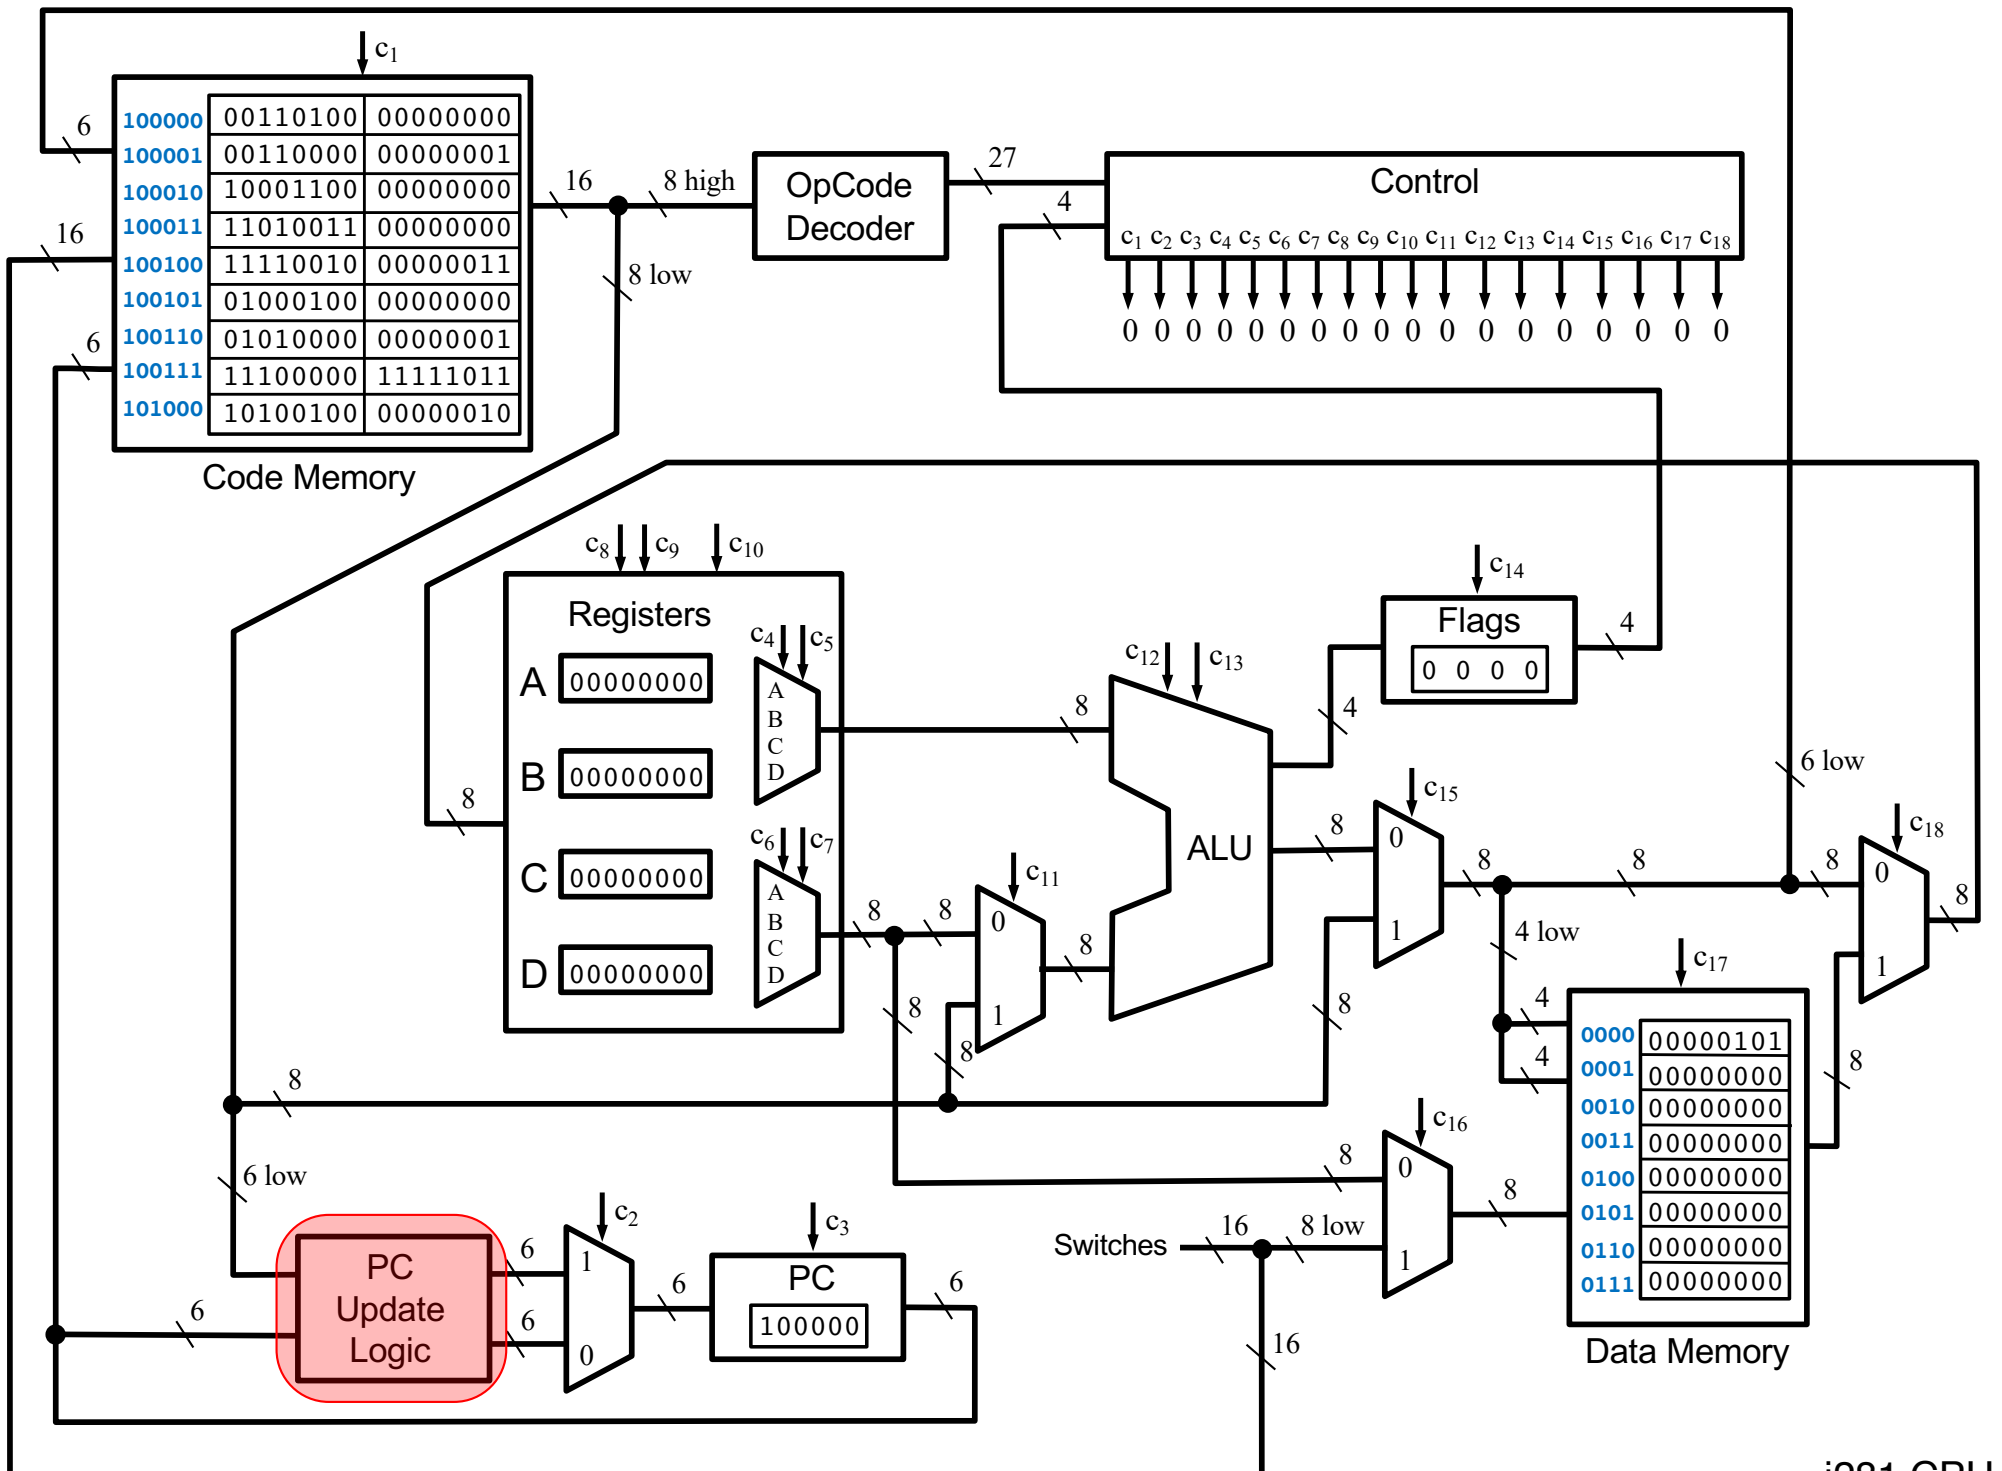 c1
6
16
6
100000 00110100 00000000
100001 00110000 00000001
100010 10001100 00000000
100011 11010011 00000000
100100 11110010 00000011
100101 01000100 00000000
100110 01010000 00000001
100111 11100000 11111011
101000 10100100 00000010
Code Memory
16
8 high
8 low
OpCode
Decoder
27
4
Control
c1 c2 c3 c4 c5 c6 c7 c8 c9 c10 c11 c12 c13 c14 c15 c16 c17 c18
0 0 0 0 0 0 0 0 0 0 0 0 0 0 0 0 0 0
c8 c9 c10
Registers
A 00000000
B 00000000
C 00000000
D 00000000
8
c4 c5
A
B
C
D
c6 c7
A
B
C
D
8
8
8
8
c11
0
1
8
8
c12 c13
ALU
4
c14
Flags
0 0 0 0
4
8
8
c15
0
1
8
8
6 low
8
4 low
4
4
c18
0
1
8
8
c17
0000 00000101
0001 00000000
0010 00000000
0011 00000000
0100 00000000
0101 00000000
0110 00000000
0111 00000000
Data Memory
8
6 low
6
PC
Update
Logic
6
6
c2
1
0
6
c3
PC
100000
6
Switches
16
8 low
16
8
c16
0
1
8